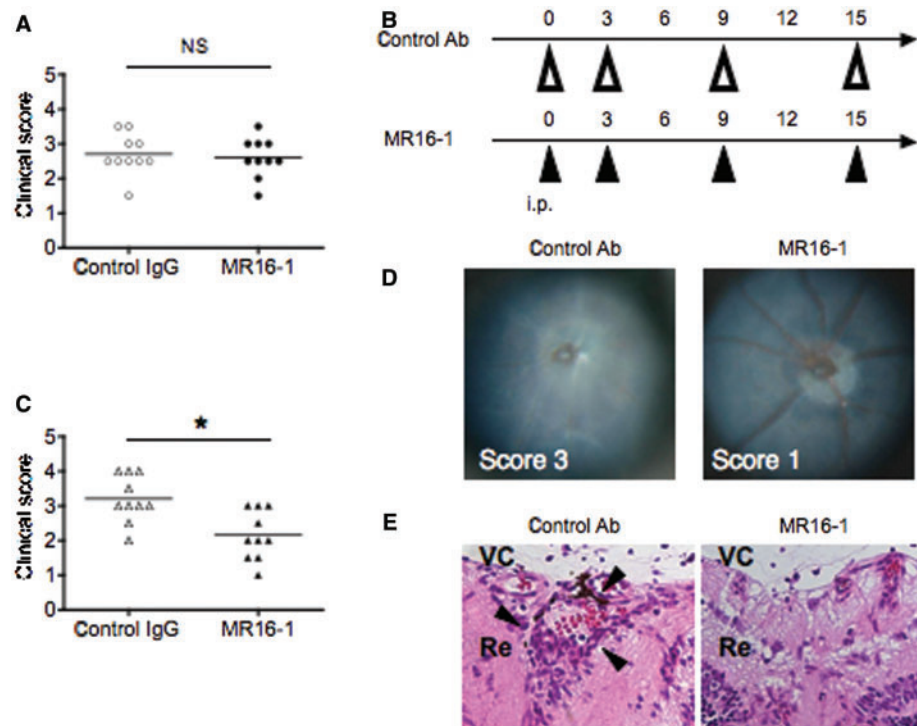 A
NS
5
4
3
2
1
0
Clinical score
Control IgG MR16-1
B
0 3 6 9 12 15
Control Ab
0 3 6 9 12 15
MR16-1
i.p.
C
*
5
4
3
2
1
0
Clinical score
Control IgG MR16-1
D
Control Ab MR16-1
Score 3 Score 1
E
Control Ab MR16-1
VC VC
Re Re